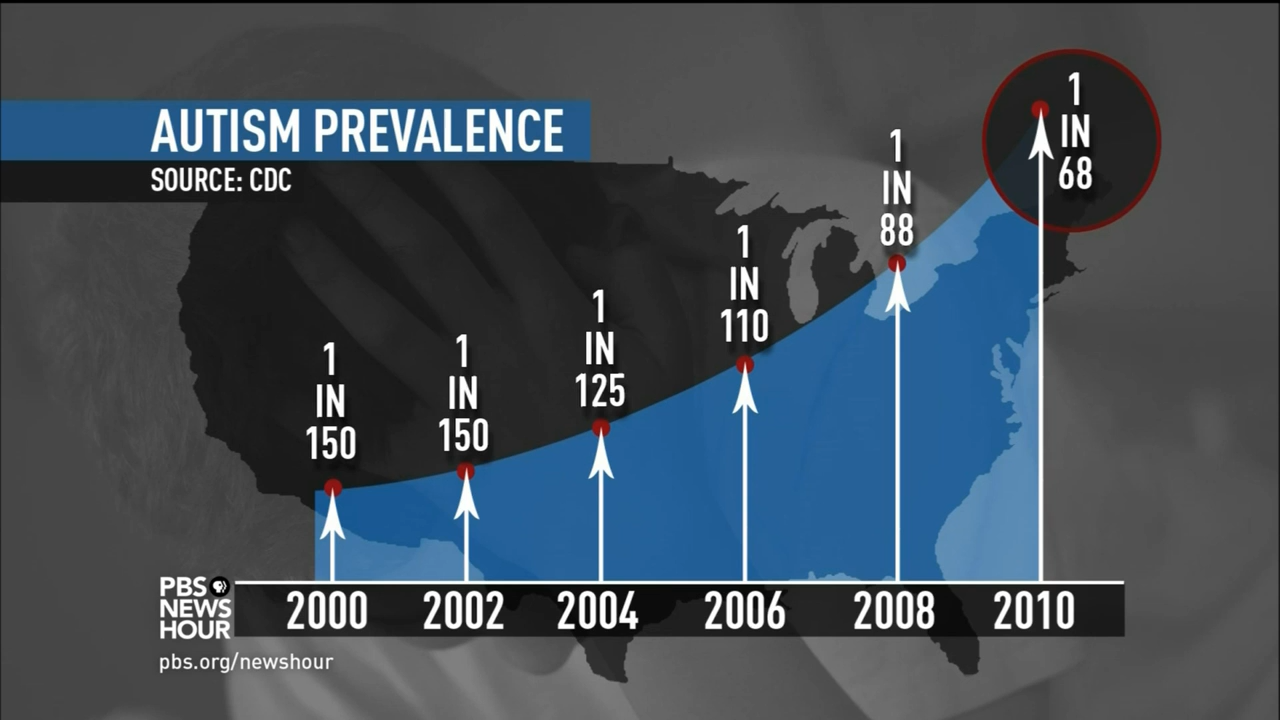 AUTISM PREVALENCE
SOURCE: CDC
1
IN
150
1
IN
150
1
IN
125
1
IN
110
1
IN
88
1
IN
68
2000
2002
2004
2006
2008
2010
PBS
NEWS
HOUR
pbs.org/newshour